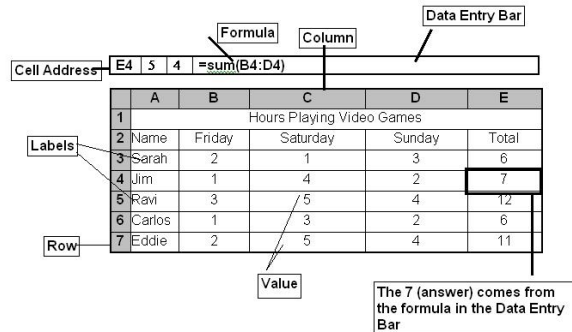 Data Entry Bar
Formula
Column
Cell Address
E4 5 4 =sum(B4:D4)
A B C D E
1 Hours Playing Video Games
2 Name Friday Saturday Sunday Total
Labels
3 Sarah 2 1 3 6
4 Jim 1 4 2 7
5 Ravi 3 5 4 12
6 Carlos 1 3 2 6
Row
7 Eddie 2 5 4 11
Value
The 7 (answer) comes from
the formula in the Data Entry
Bar